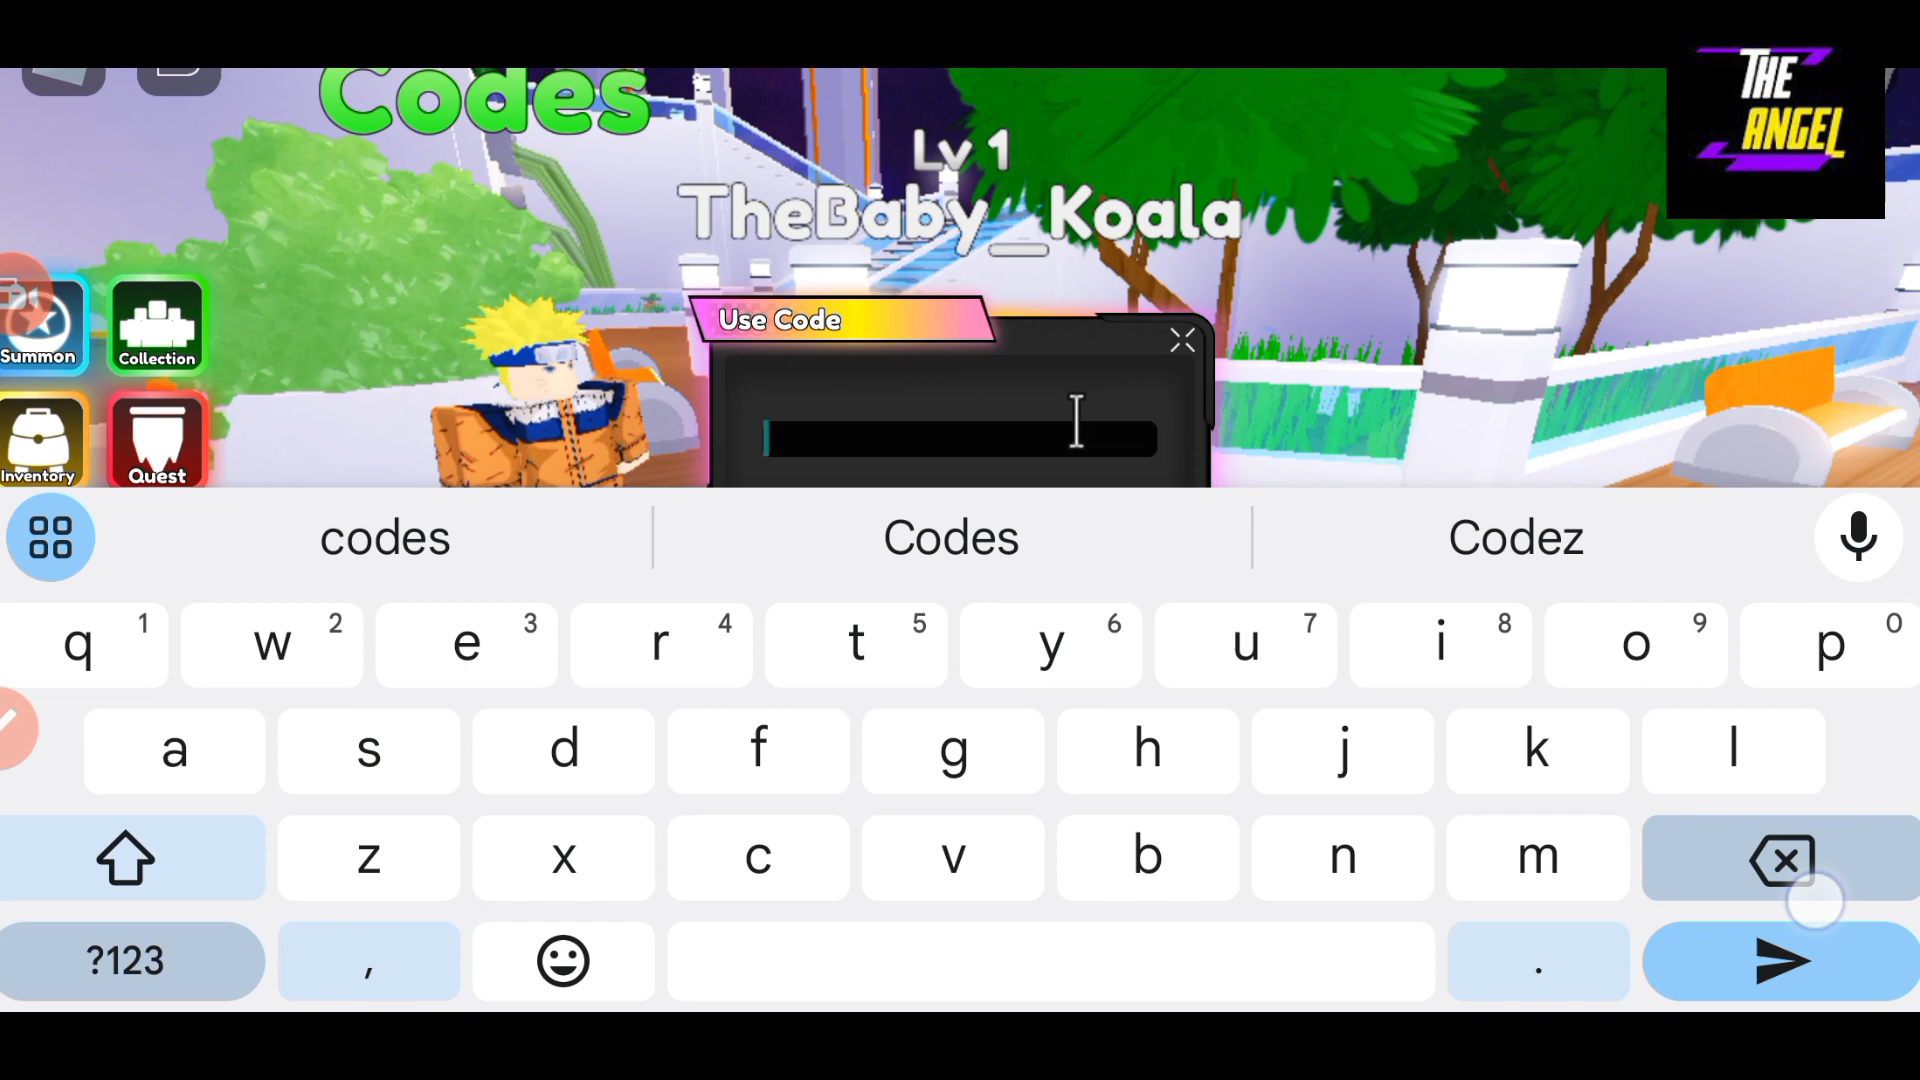 THE
ANGEL
Codes
Lv 1
TheBaby__Koala
Use Code
Summon
Collection
Inventory
Quest
codes
Codes
Codez
q 1 w 2 e 3 r 4 t 5 y 6 u 7 i 8 o 9 p 0
a s d f g h j k l
z x c v b n m
?123 , .